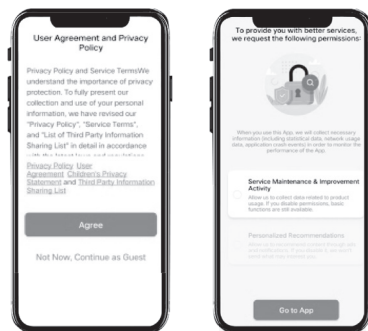 User Agreement and Privacy
Policy
Privacy Policy and Service TermsWe
understand the importance of privacy
protection. To fully present our
collection and use of your personal
information, we have revised our
"Privacy Policy", "Service Terms",
and "List of Third Party Information
Sharing List" in detail in accordance
with the latest laws and regulations
Privacy Policy User
Agreement Children's Privacy
Statement and Third Party Information
Sharing List
Agree
Not Now, Continue as Guest
To provide you with better services,
we request the following permissions:
When you use this App, we will collect necessary
information (including statistical data, network usage
data, application crash events) in order to monitor the
performance of the App.
Service Maintenance & Improvement
Activity
Allow us to collect data related to product
usage. If you disable permissions, basic
functions are still available.
Personalized Recommendations
Go to App